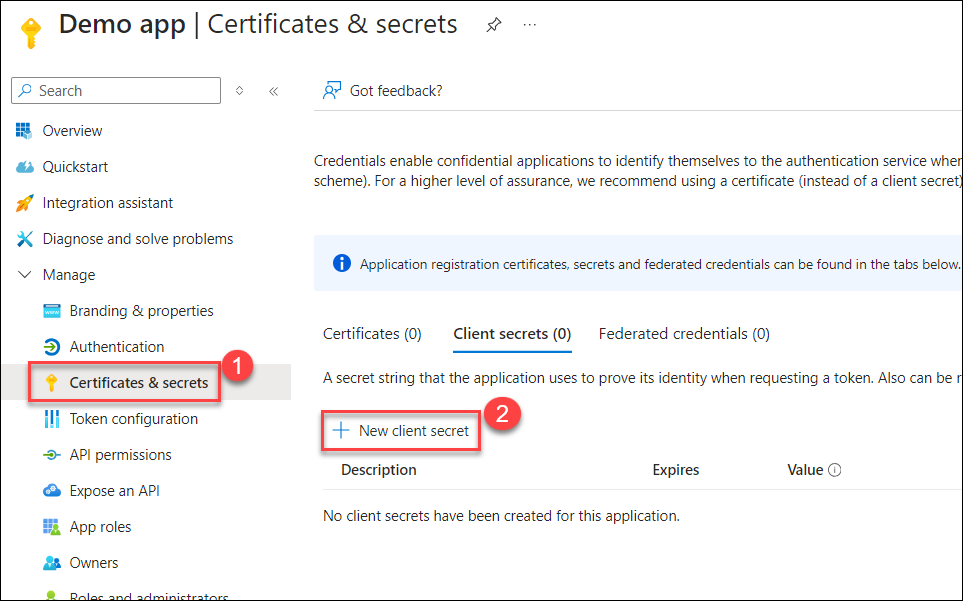 Demo app | Certificates & secrets
Search
Overview
Quickstart
Integration assistant
Diagnose and solve problems
Manage
Branding & properties
Authentication
Certificates & secrets
1
Token configuration
API permissions
Expose an API
App roles
Owners
Roles and administrators
Got feedback?
Credentials enable confidential applications to identify themselves to the authentication service when
scheme). For a higher level of assurance, we recommend using a certificate (instead of a client secret)
Application registration certificates, secrets and federated credentials can be found in the tabs below.
Certificates (0) Client secrets (0) Federated credentials (0)
A secret string that the application uses to prove its identity when requesting a token. Also can be r
New client secret
2
Description Expires Value
No client secrets have been created for this application.